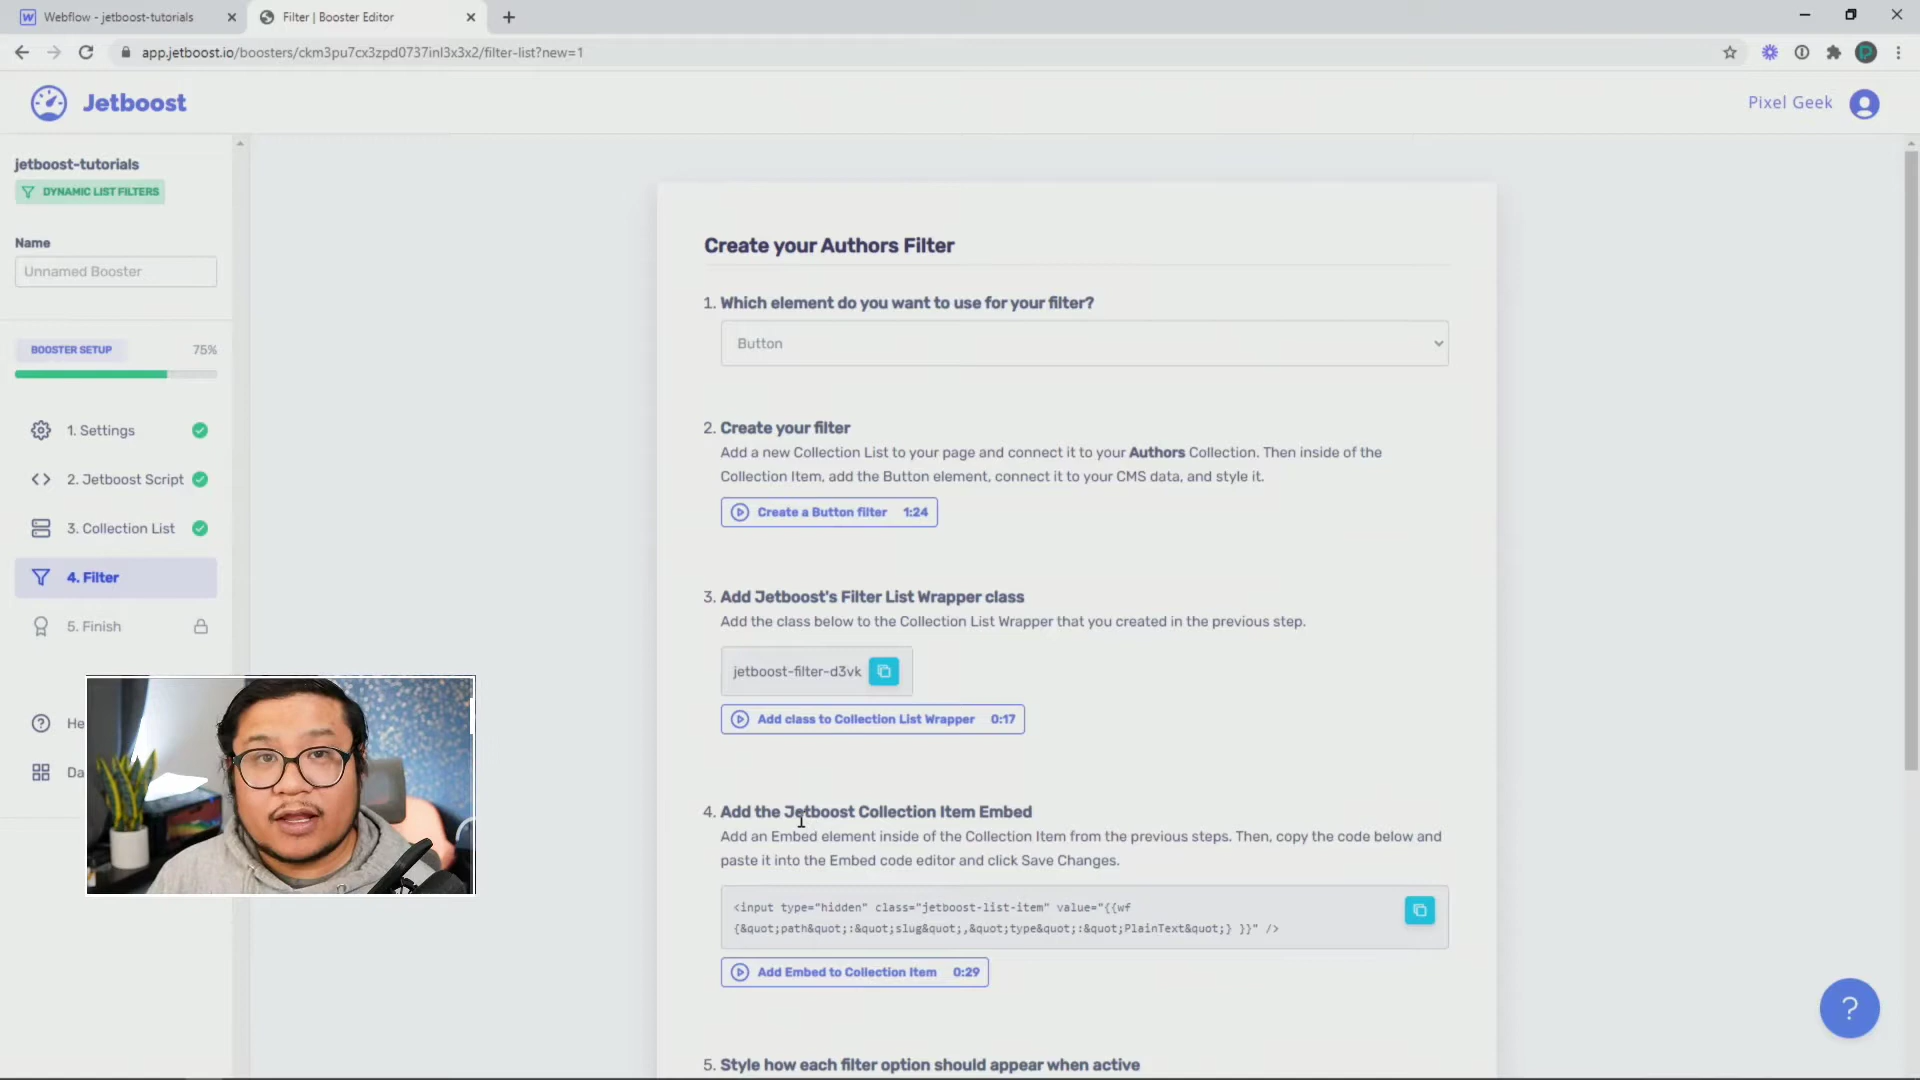 Webflow - jetboost-tutorials
Filter | Booster Editor
app.jetboost.io/boosters/ckm3pu7cx3zpd0737inl3x3x2/filter-list?new=1
Jetboost
Pixel Geek
jetboost-tutorials
DYNAMIC LIST FILTERS
Name
Unnamed Booster
BOOSTER SETUP 75%
1. Settings
2. Jetboost Script
3. Collection List
4. Filter
5. Finish
He
Da
Create your Authors Filter
1. Which element do you want to use for your filter?
Button
2. Create your filter
Add a new Collection List to your page and connect it to your Authors Collection. Then inside of the
Collection Item, add the Button element, connect it to your CMS data, and style it.
Create a Button filter 1:24
3. Add Jetboost's Filter List Wrapper class
Add the class below to the Collection List Wrapper that you created in the previous step.
jetboost-filter-d3vk
Add class to Collection List Wrapper 0:17
4. Add the Jetboost Collection Item Embed
Add an Embed element inside of the Collection Item from the previous steps. Then, copy the code below and
paste it into the Embed code editor and click Save Changes.
<input type="hidden" class="jetboost-list-item" value="{{wf
{&quot;path&quot;:&quot;slug&quot;,&quot;type&quot;:&quot;PlainText&quot;} }}" />
Add Embed to Collection Item 0:29
5. Style how each filter option should appear when active
?